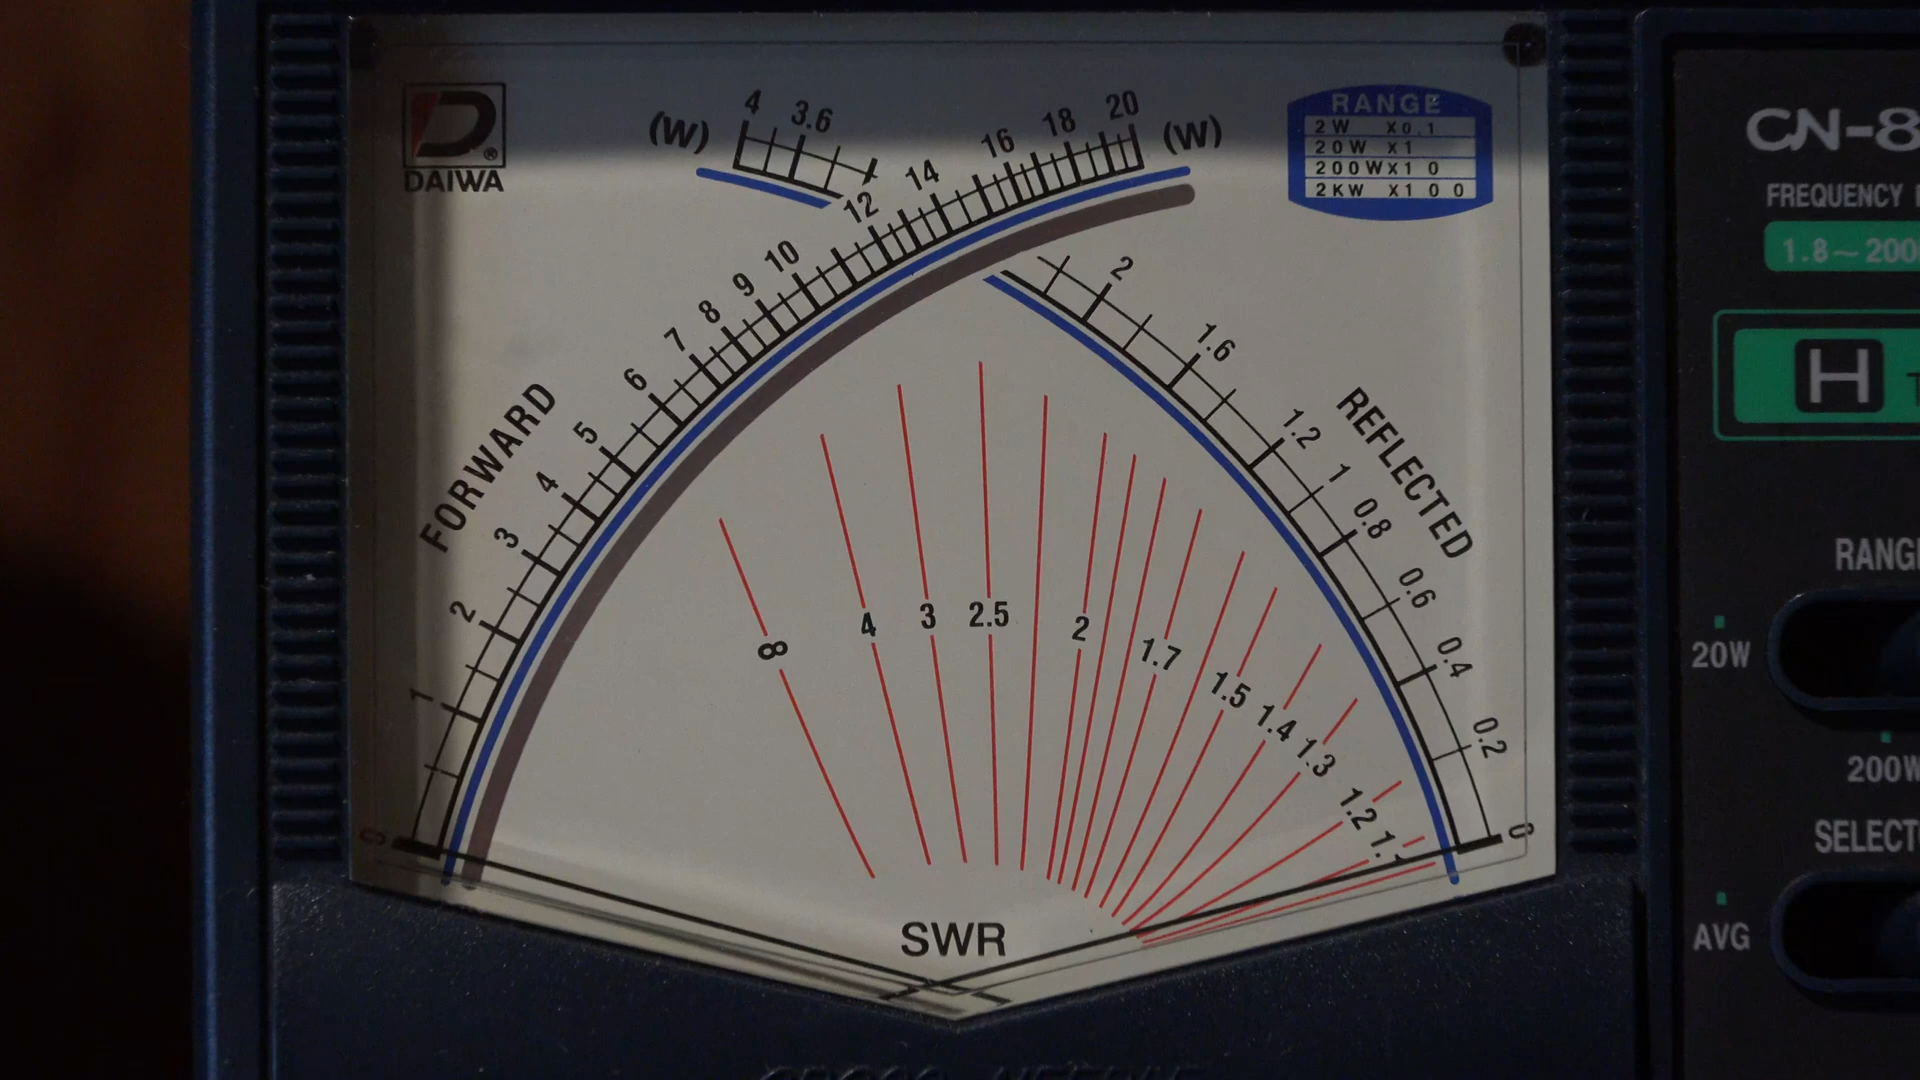 DAIWA
®
(W)
4
3.6
12
14
16
18
20
(W)
RANGE
2W X0.1
20W X1
200W X10
2KW X100
CN-8
FREQUENCY
1.8~200
H
FORWARD
0
1
2
3
4
5
6
7
8
9
10
2
1.6
1.2
1
0.8
0.6
0.4
0.2
0
REFLECTED
8
4
3
2.5
2
1.7
1.5
1.4
1.3
1.2
SWR
RANGE
20W
200W
SELECT
AVG